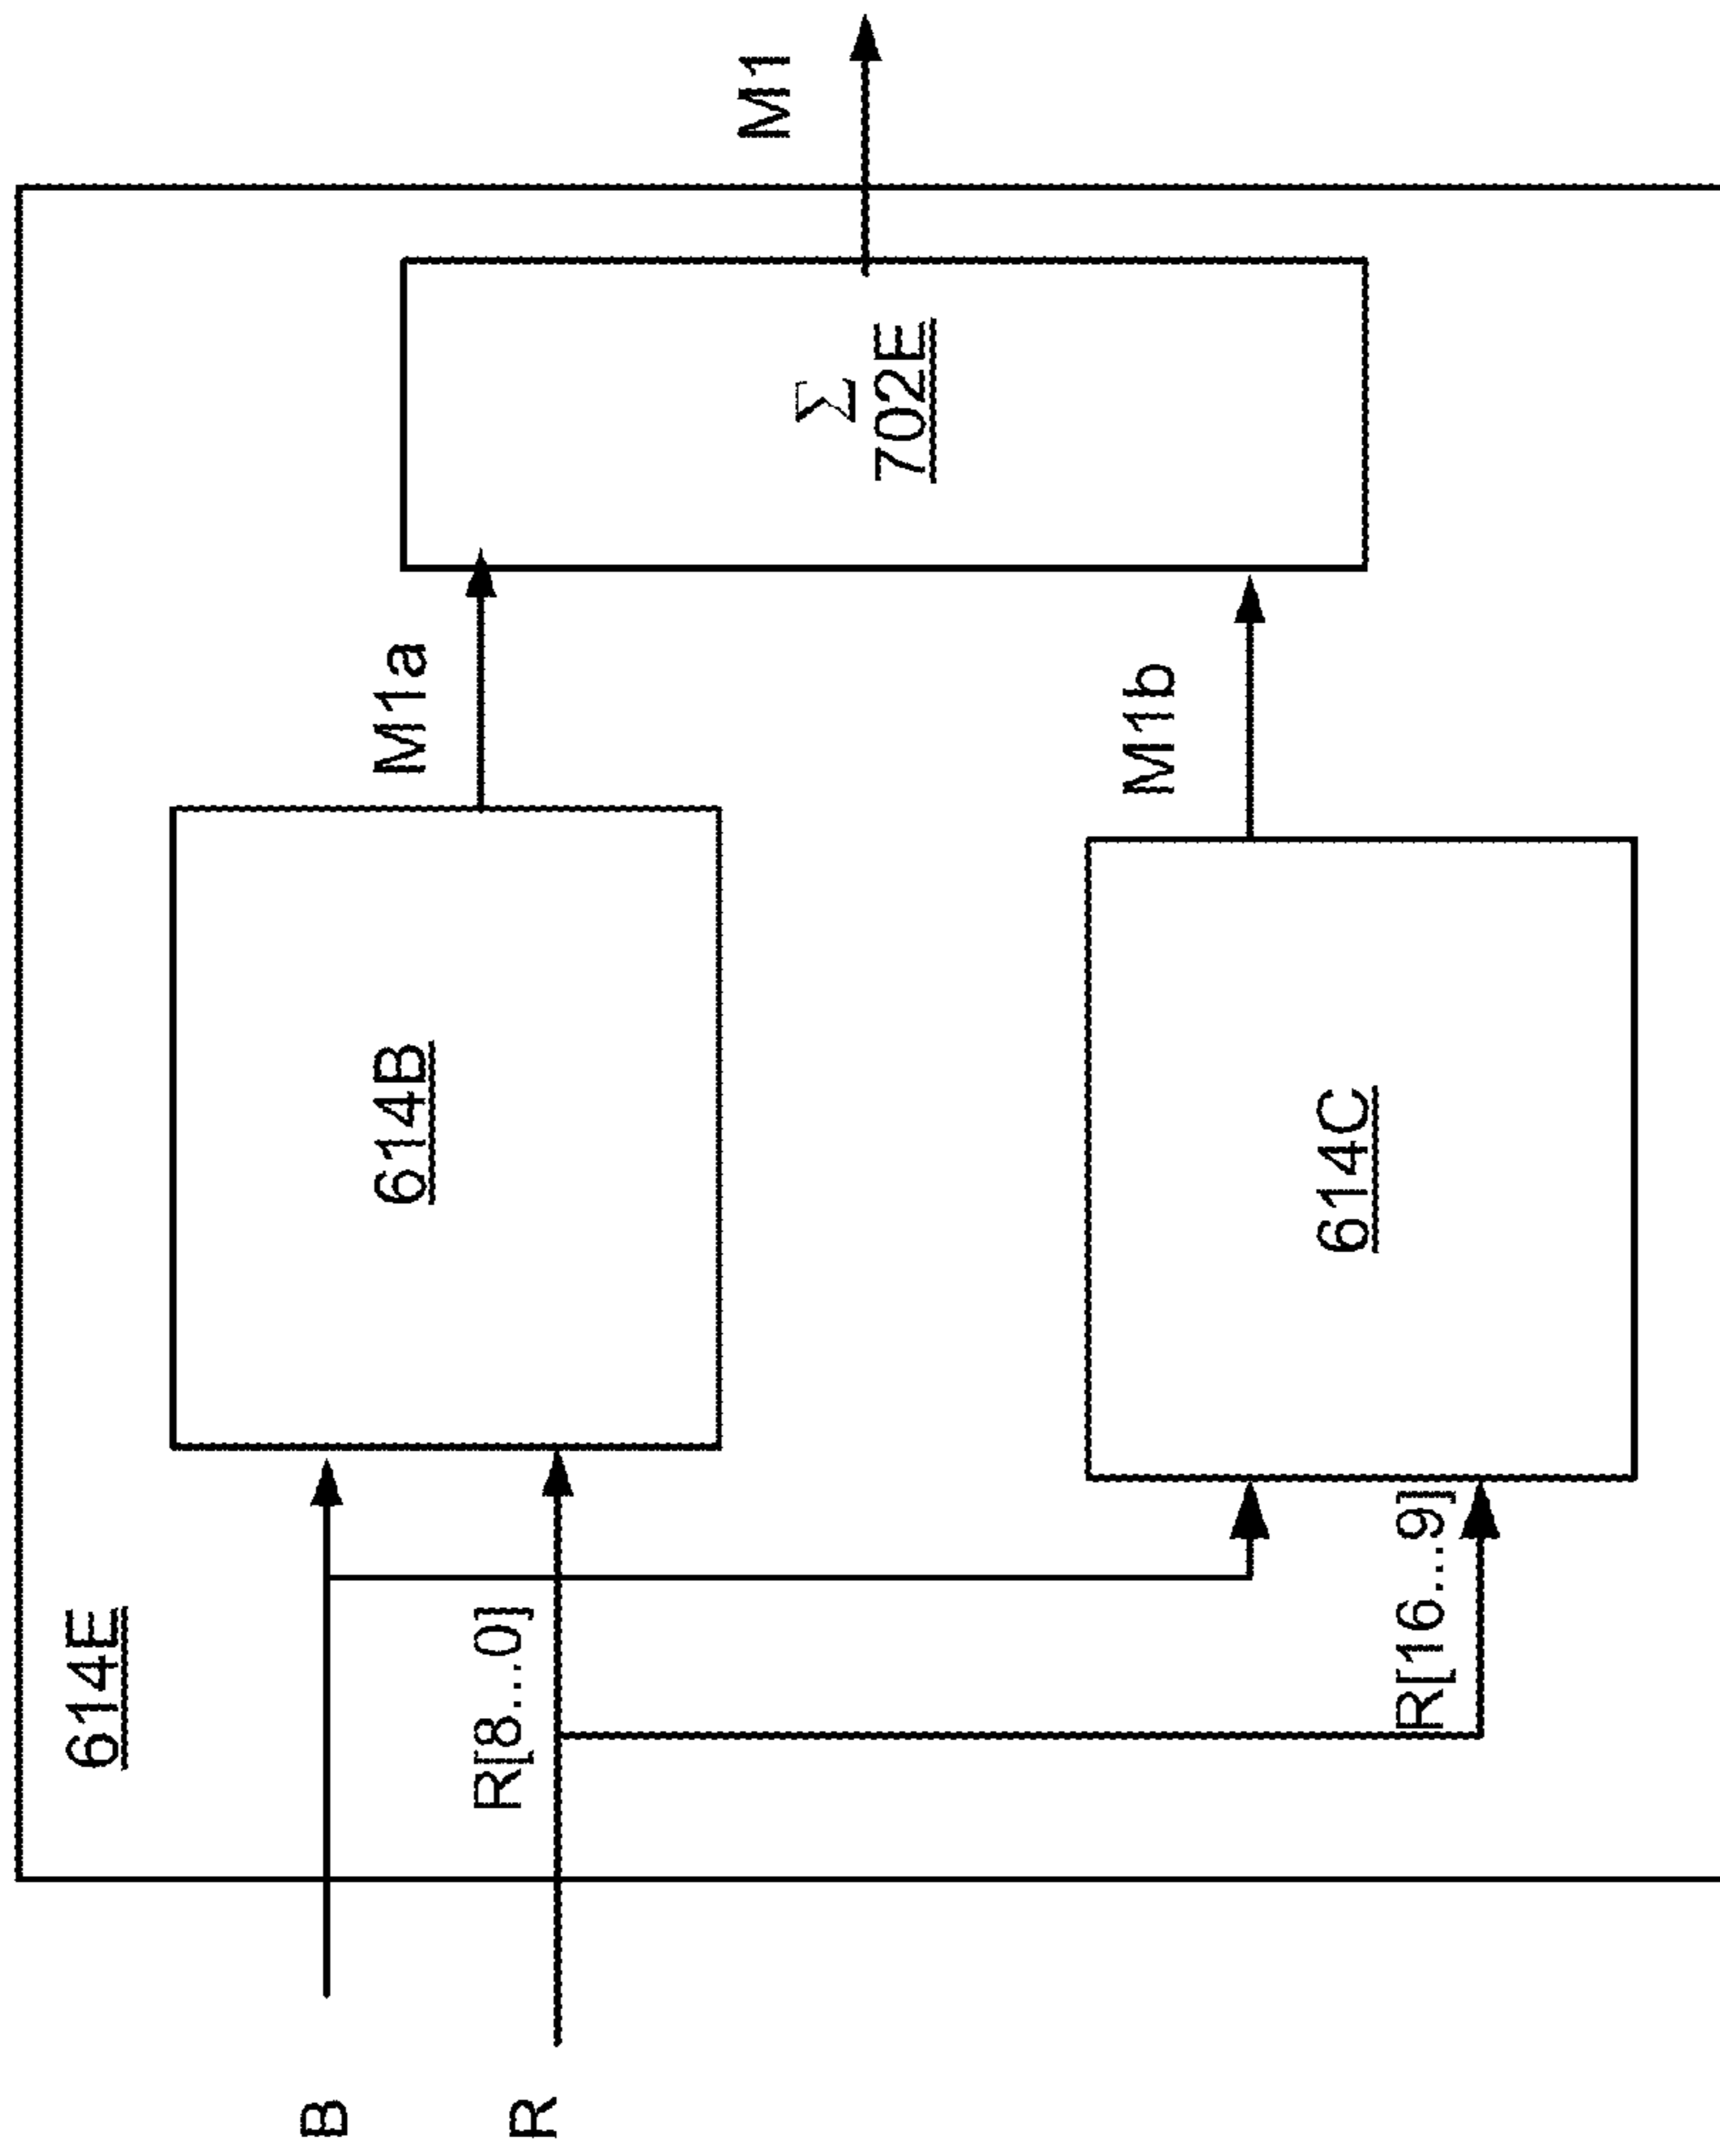 614E
B
R
R[8...0]
R[16...9]
614B
614C
M1a
M1b
Σ
702E
M1